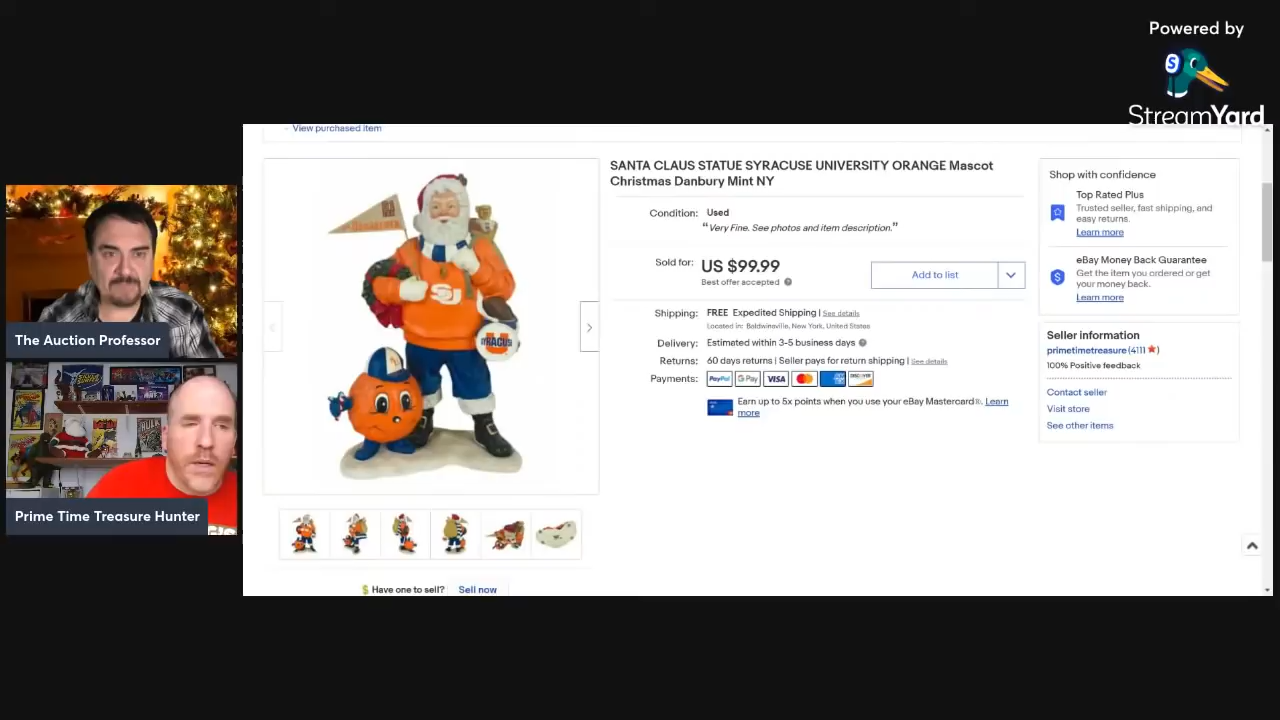 Powered by
S
StreamYard
View purchased item
SANTA CLAUS STATUE SYRACUSE UNIVERSITY ORANGE Mascot
Christmas Danbury Mint NY
Condition: Used
“Very Fine. See photos and item description.”
Sold for: US $99.99
Best offer accepted
Add to list
Shipping: FREE Expedited Shipping | See details
Located in: Baldwinsville, New York, United States
Delivery: Estimated within 3-5 business days
Returns: 60 days returns | Seller pays for return shipping | See details
Payments: PayPal G Pay VISA
DISCOVER
Earn up to 5x points when you use your eBay Mastercard®. Learn
more
Shop with confidence
Top Rated Plus
Trusted seller, fast shipping, and
easy returns.
Learn more
eBay Money Back Guarantee
Get the item you ordered or get
your money back.
Learn more
Seller information
primetimetreasure (4111)
100% Positive feedback
Contact seller
Visit store
See other items
SYRACUSE
Have one to sell? Sell now
The Auction Professor
HULK
Prime Time Treasure Hunter